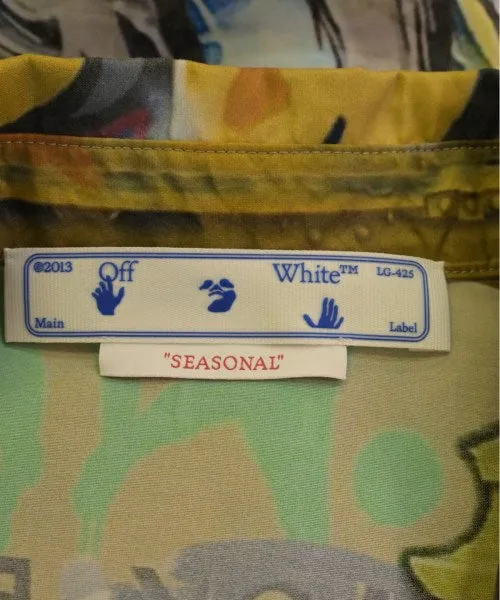 ©2013 Off White™ LG-425
Main Label
"SEASONAL"